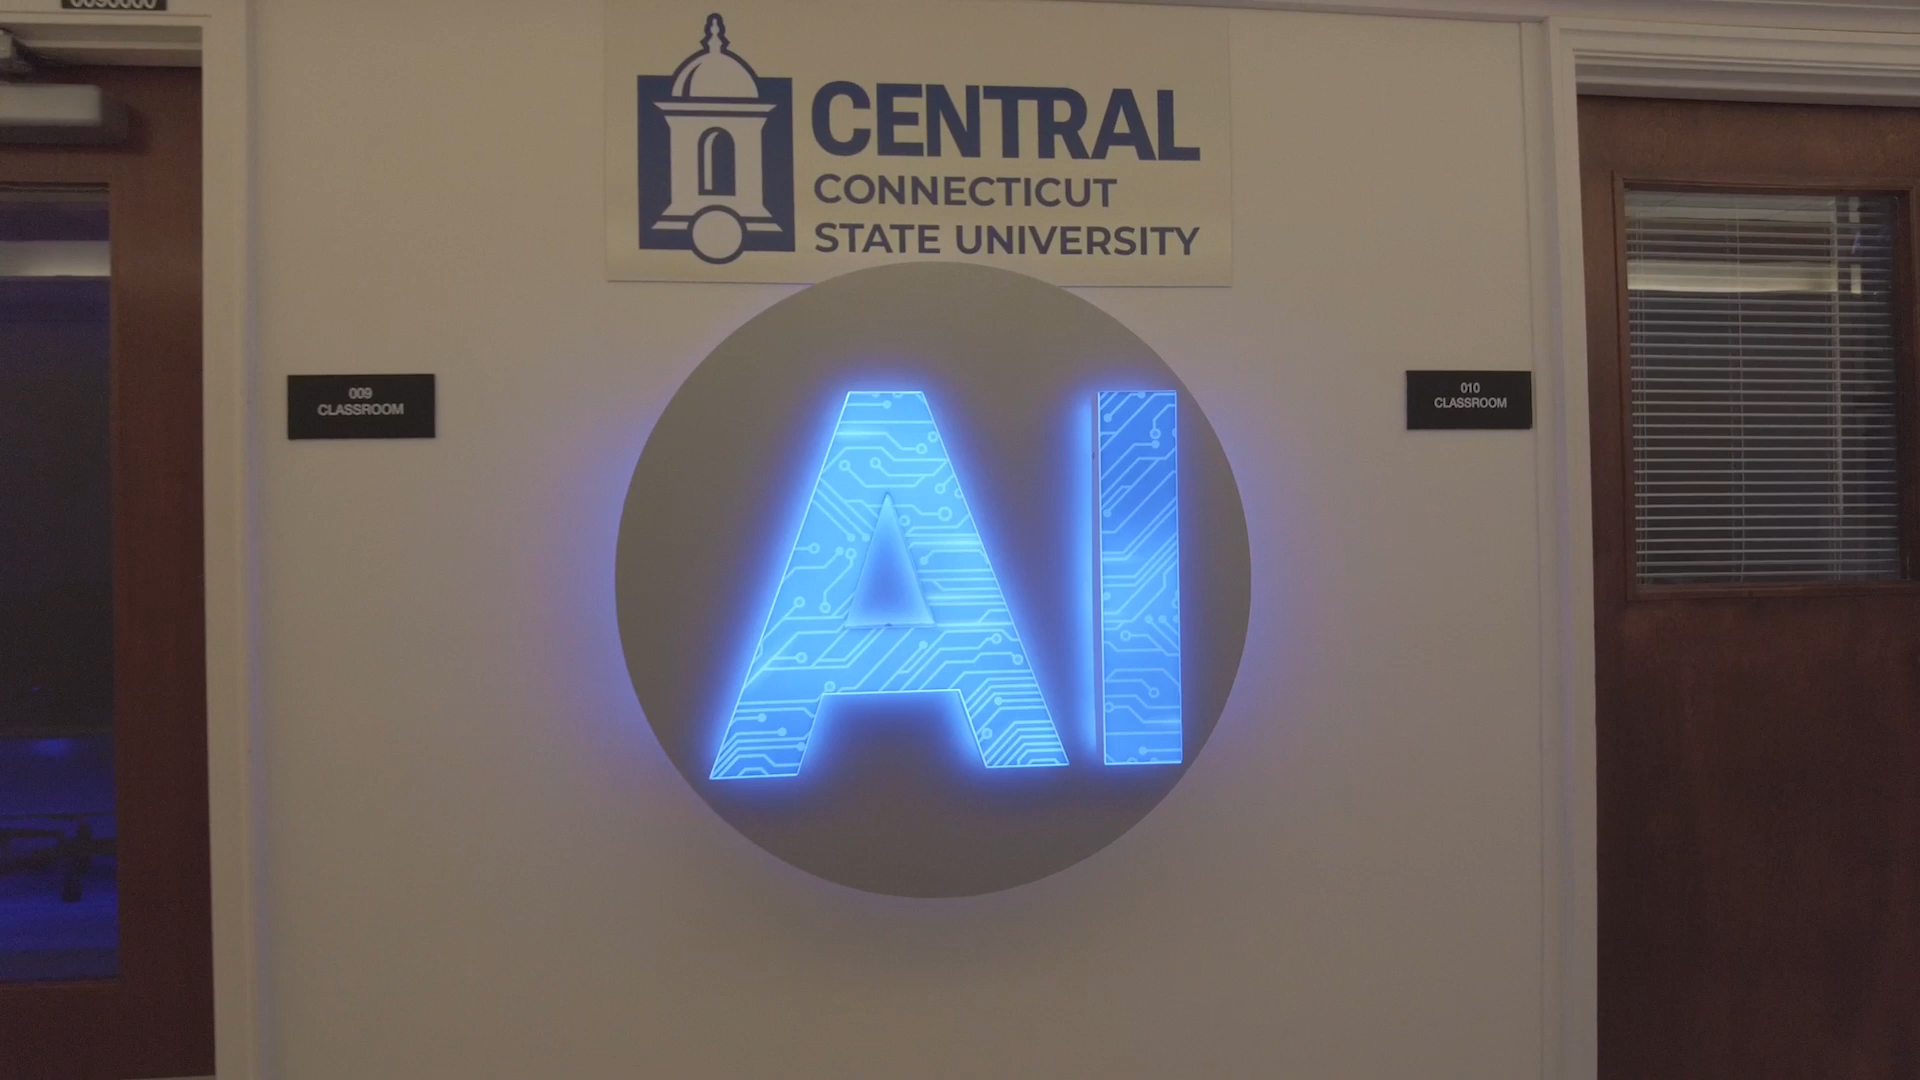 CENTRAL
CONNECTICUT
STATE UNIVERSITY
009
CLASSROOM
AI
010
CLASSROOM